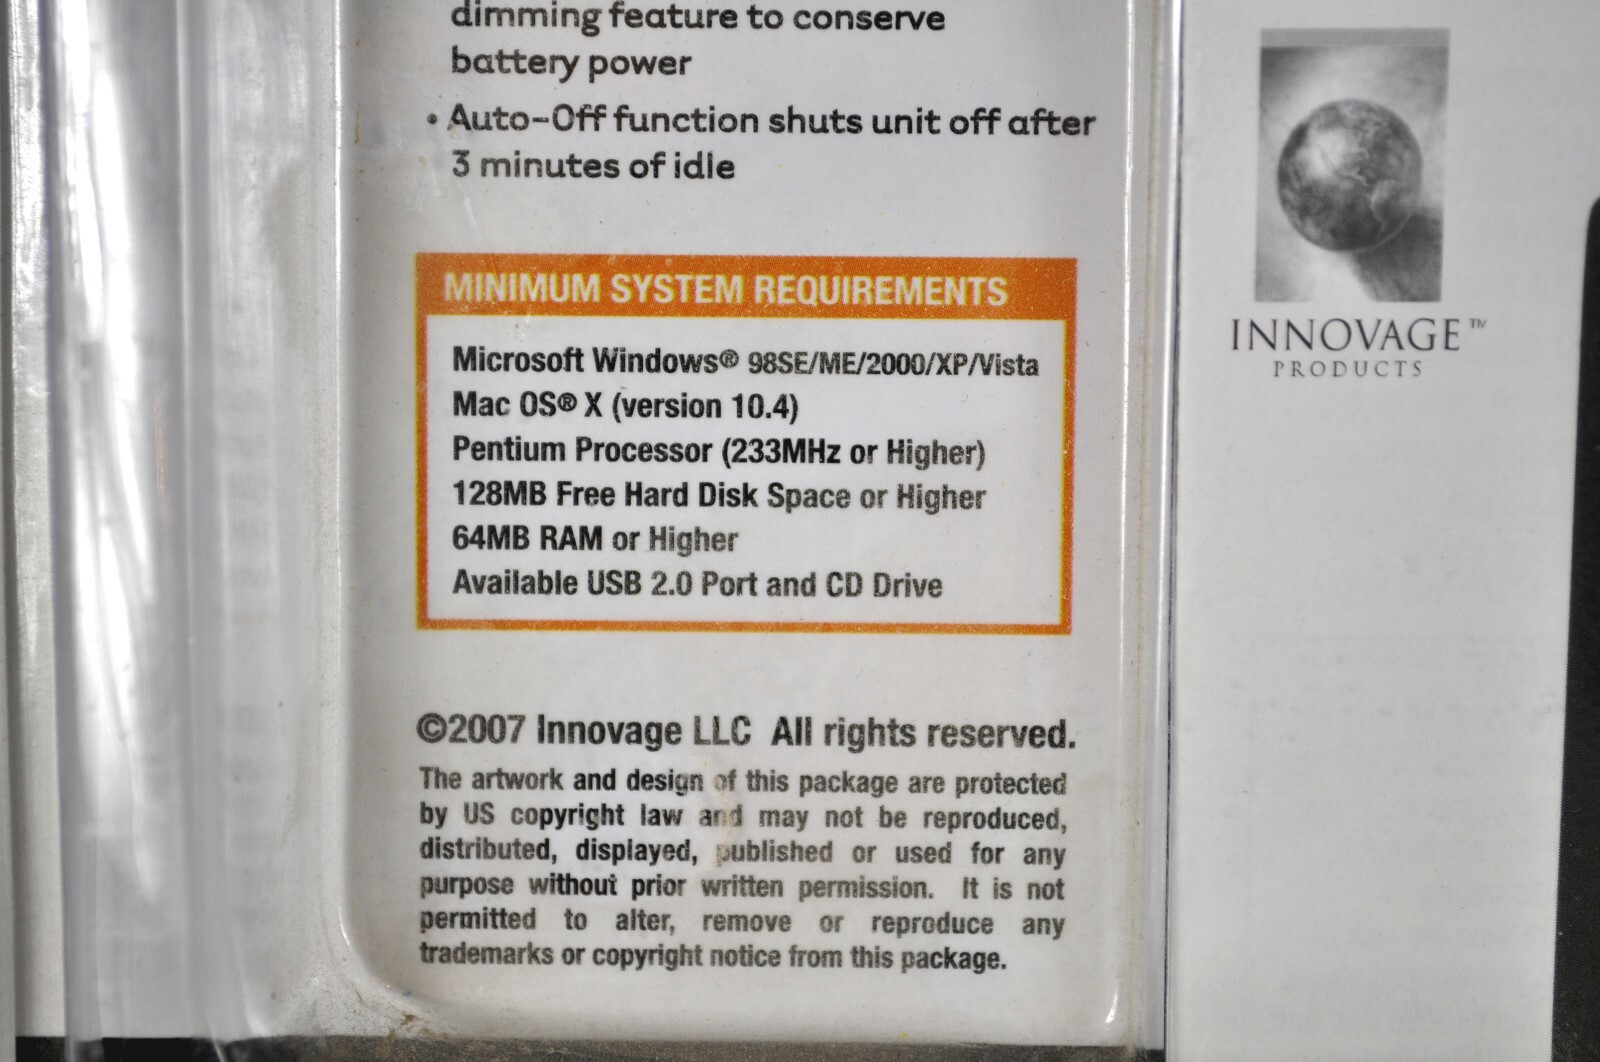 dimming feature to conserve
battery power
• Auto-Off function shuts unit off after
3 minutes of idle
MINIMUM SYSTEM REQUIREMENTS
Microsoft Windows® 98SE/ME/2000/XP/Vista
Mac OS® X (version 10.4)
Pentium Processor (233MHz or Higher)
128MB Free Hard Disk Space or Higher
64MB RAM or Higher
Available USB 2.0 Port and CD Drive
©2007 Innovage LLC All rights reserved.
The artwork and design of this package are protected
by US copyright law and may not be reproduced,
distributed, displayed, published or used for any
purpose without prior written permission. It is not
permitted to alter, remove or reproduce any
trademarks or copyright notice from this package.
INNOVAGE™
PRODUCTS